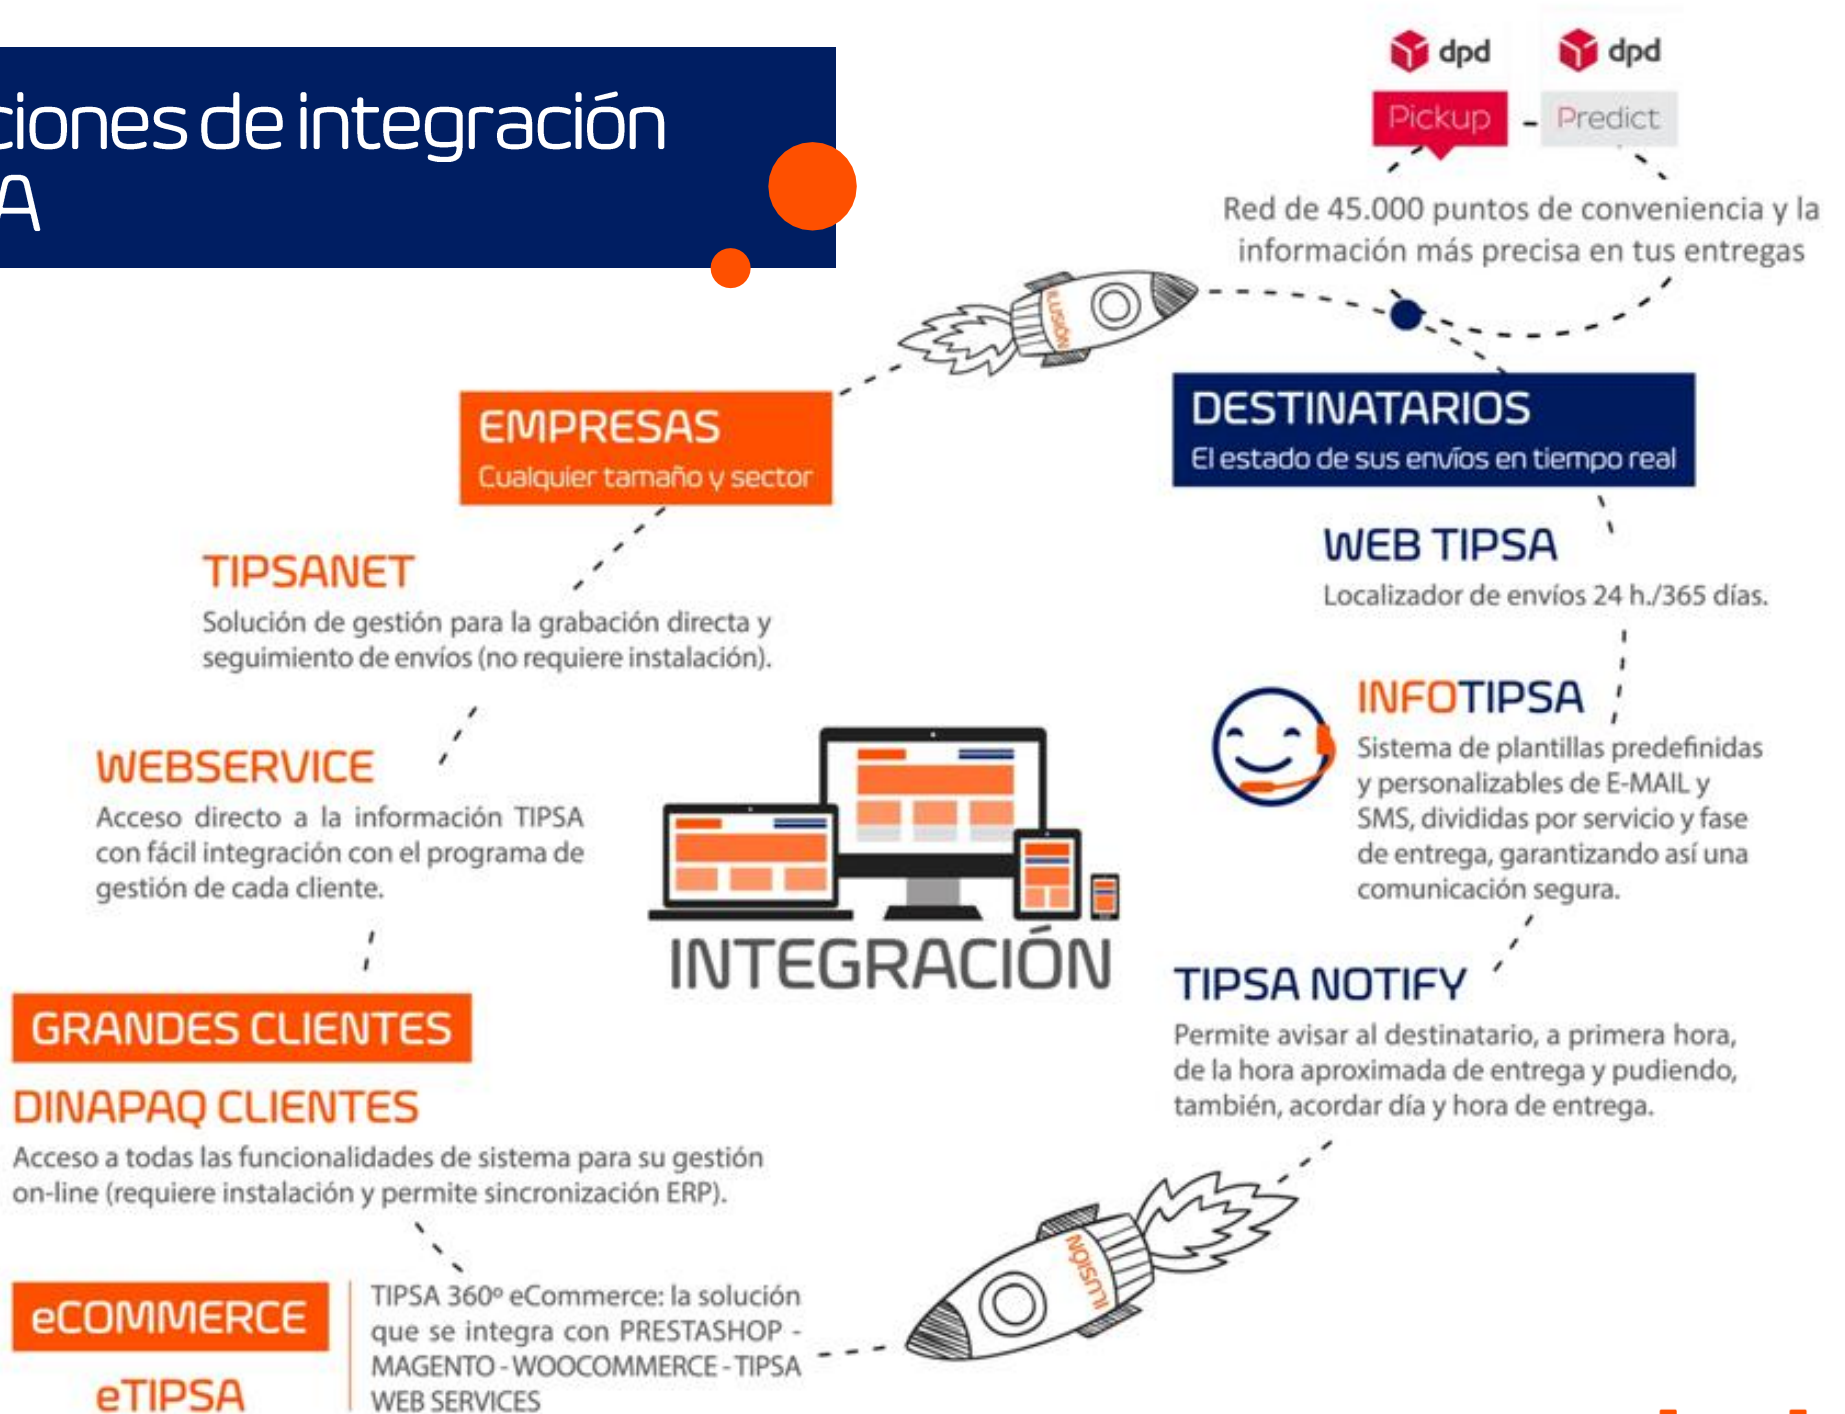 ciones de integración
A
dpd
dpd
Pickup - Predict
Red de 45.000 puntos de conveniencia y la
información más precisa en tus entregas
ILUSIÓN
EMPRESAS
Cualquier tamaño y sector
DESTINATARIOS
El estado de sus envíos en tiempo real
TIPSANET
Solución de gestión para la grabación directa y
seguimiento de envíos (no requiere instalación).
WEB TIPSA
Localizador de envíos 24 h./365 días.
WEBSERVICE
Acceso directo a la información TIPSA
con fácil integración con el programa de
gestión de cada cliente.
INFOTIPSA
Sistema de plantillas predefinidas
y personalizables de E-MAIL y
SMS, divididas por servicio y fase
de entrega, garantizando así una
comunicación segura.
INTEGRACIÓN
TIPSA NOTIFY
Permite avisar al destinatario, a primera hora,
de la hora aproximada de entrega y pudiendo,
también, acordar día y hora de entrega.
GRANDES CLIENTES
DINAPAQ CLIENTES
Acceso a todas las funcionalidades de sistema para su gestión
on-line (requiere instalación y permite sincronización ERP).
ILUSIÓN
eCOMMERCE
eTIPSA
TIPSA 360º eCommerce: la solución
que se integra con PRESTASHOP -
MAGENTO - WOOCOMMERCE - TIPSA
WEB SERVICES